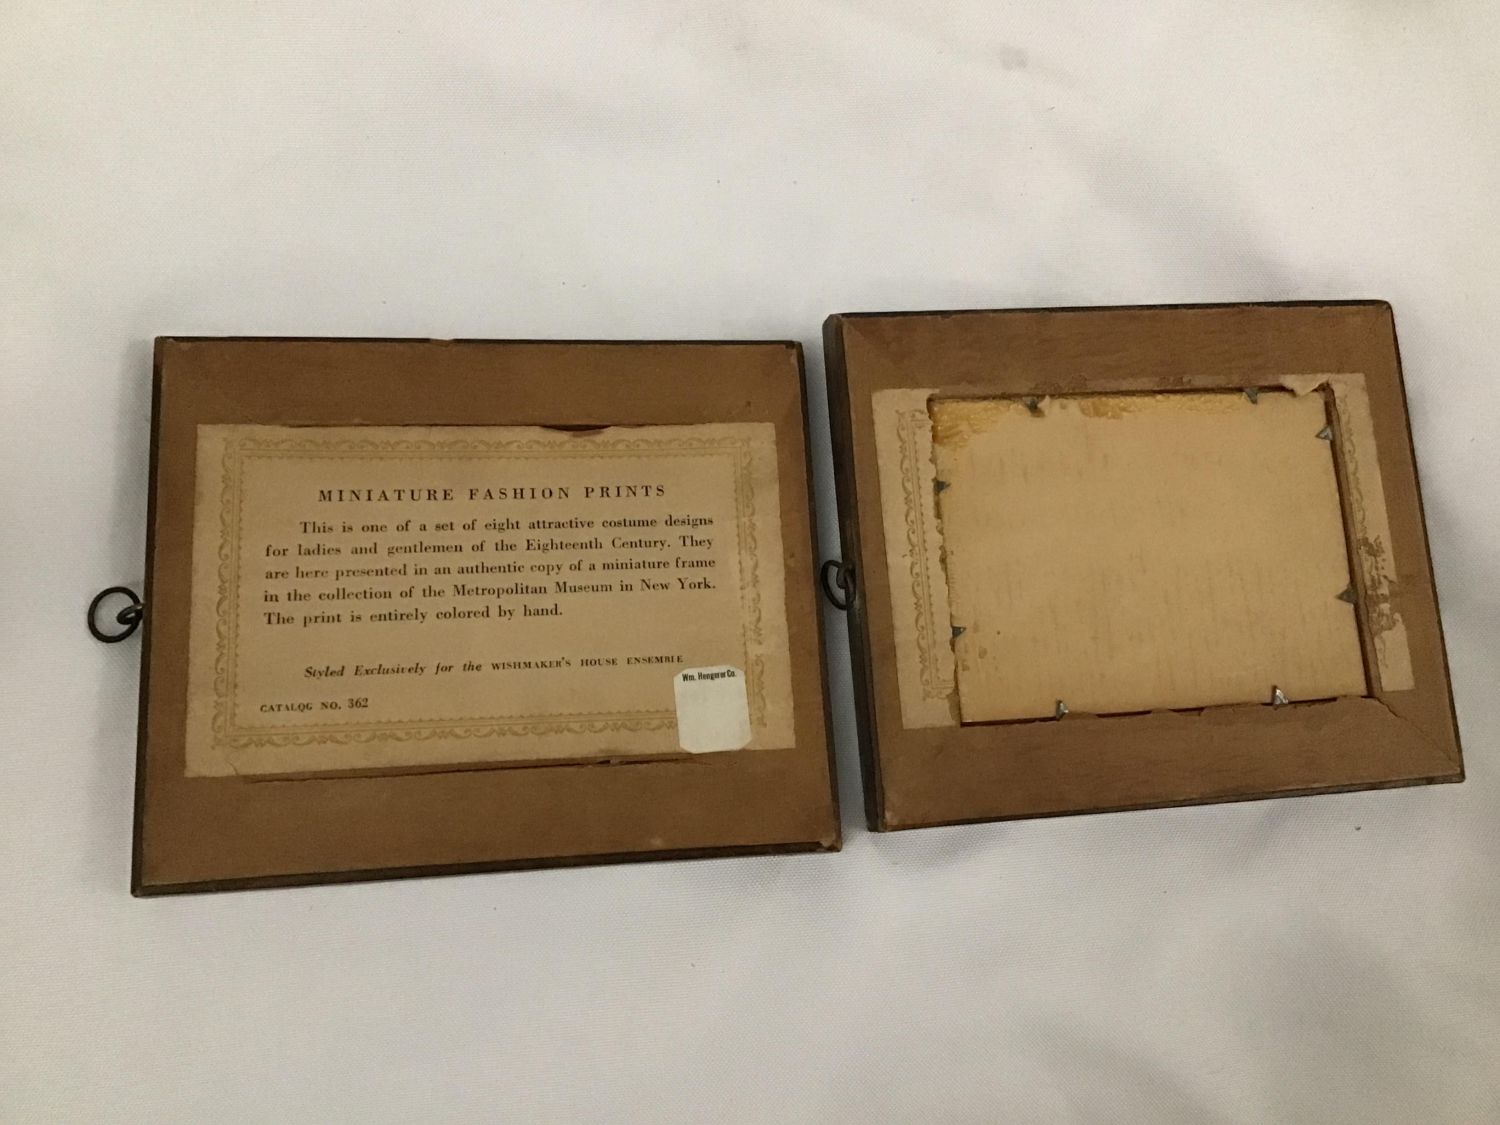 MINIATURE FASHION PRINTS
This is one of a set of eight attractive costume designs
for ladies and gentlemen of the Eighteenth Century. They
are here presented in an authentic copy of a miniature frame
in the collection of the Metropolitan Museum in New York.
The print is entirely colored by hand.
Styled Exclusively for the WISHMAKER'S HOUSE ENSEMBLE
Wm. Hengerer Co.
CATALOG NO. 362